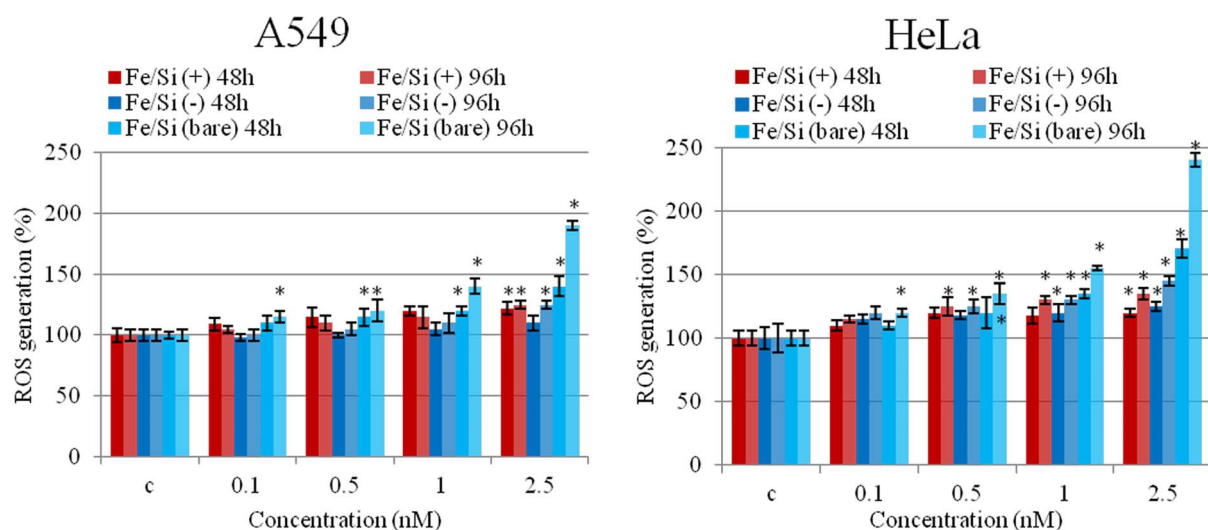 A549
Fe/Si (+) 48h Fe/Si (+) 96h
Fe/Si (-) 48h Fe/Si (-) 96h
Fe/Si (bare) 48h Fe/Si (bare) 96h
ROS generation (%)
250
200
150
100
50
0
*
* *
* *
* * * * *
c 0.1 0.5 1 2.5
Concentration (nM)
HeLa
Fe/Si (+) 48h Fe/Si (+) 96h
Fe/Si (-) 48h Fe/Si (-) 96h
Fe/Si (bare) 48h Fe/Si (bare) 96h
ROS generation (%)
250
200
150
100
50
0
*
* * * *
* * * * *
* * * * * *
c 0.1 0.5 1 2.5
Concentration (nM)